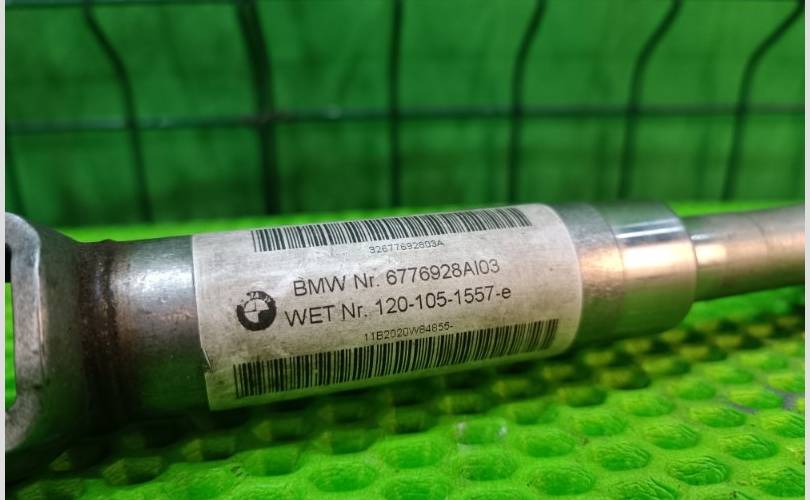 32677692803A
BMW Nr. 6776928AI03
WET Nr. 120-105-1557-e
11B2020W84855-